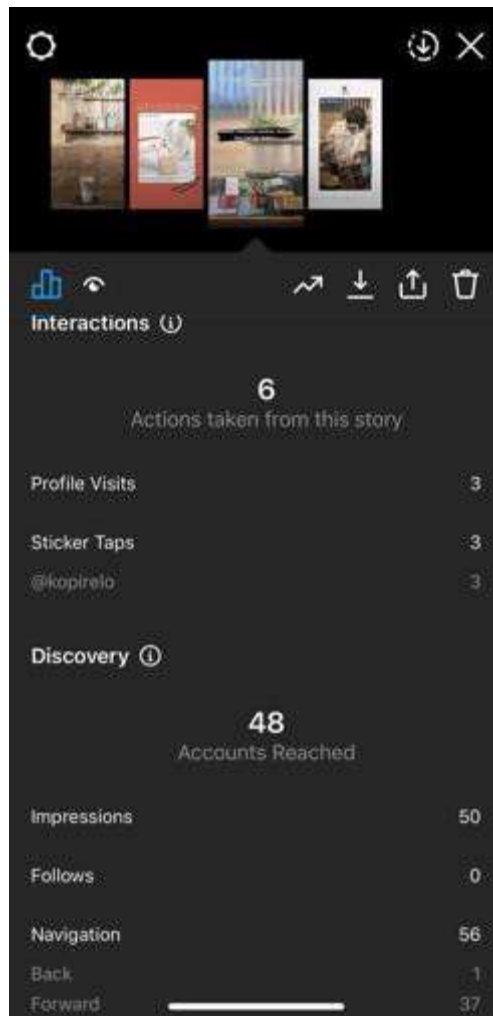 Interactions
6
Actions taken from this story
Profile Visits 3
Sticker Taps 3
@kopirelo 3
Discovery
48
Accounts Reached
Impressions 50
Follows 0
Navigation 56
Back 1
Forward 37